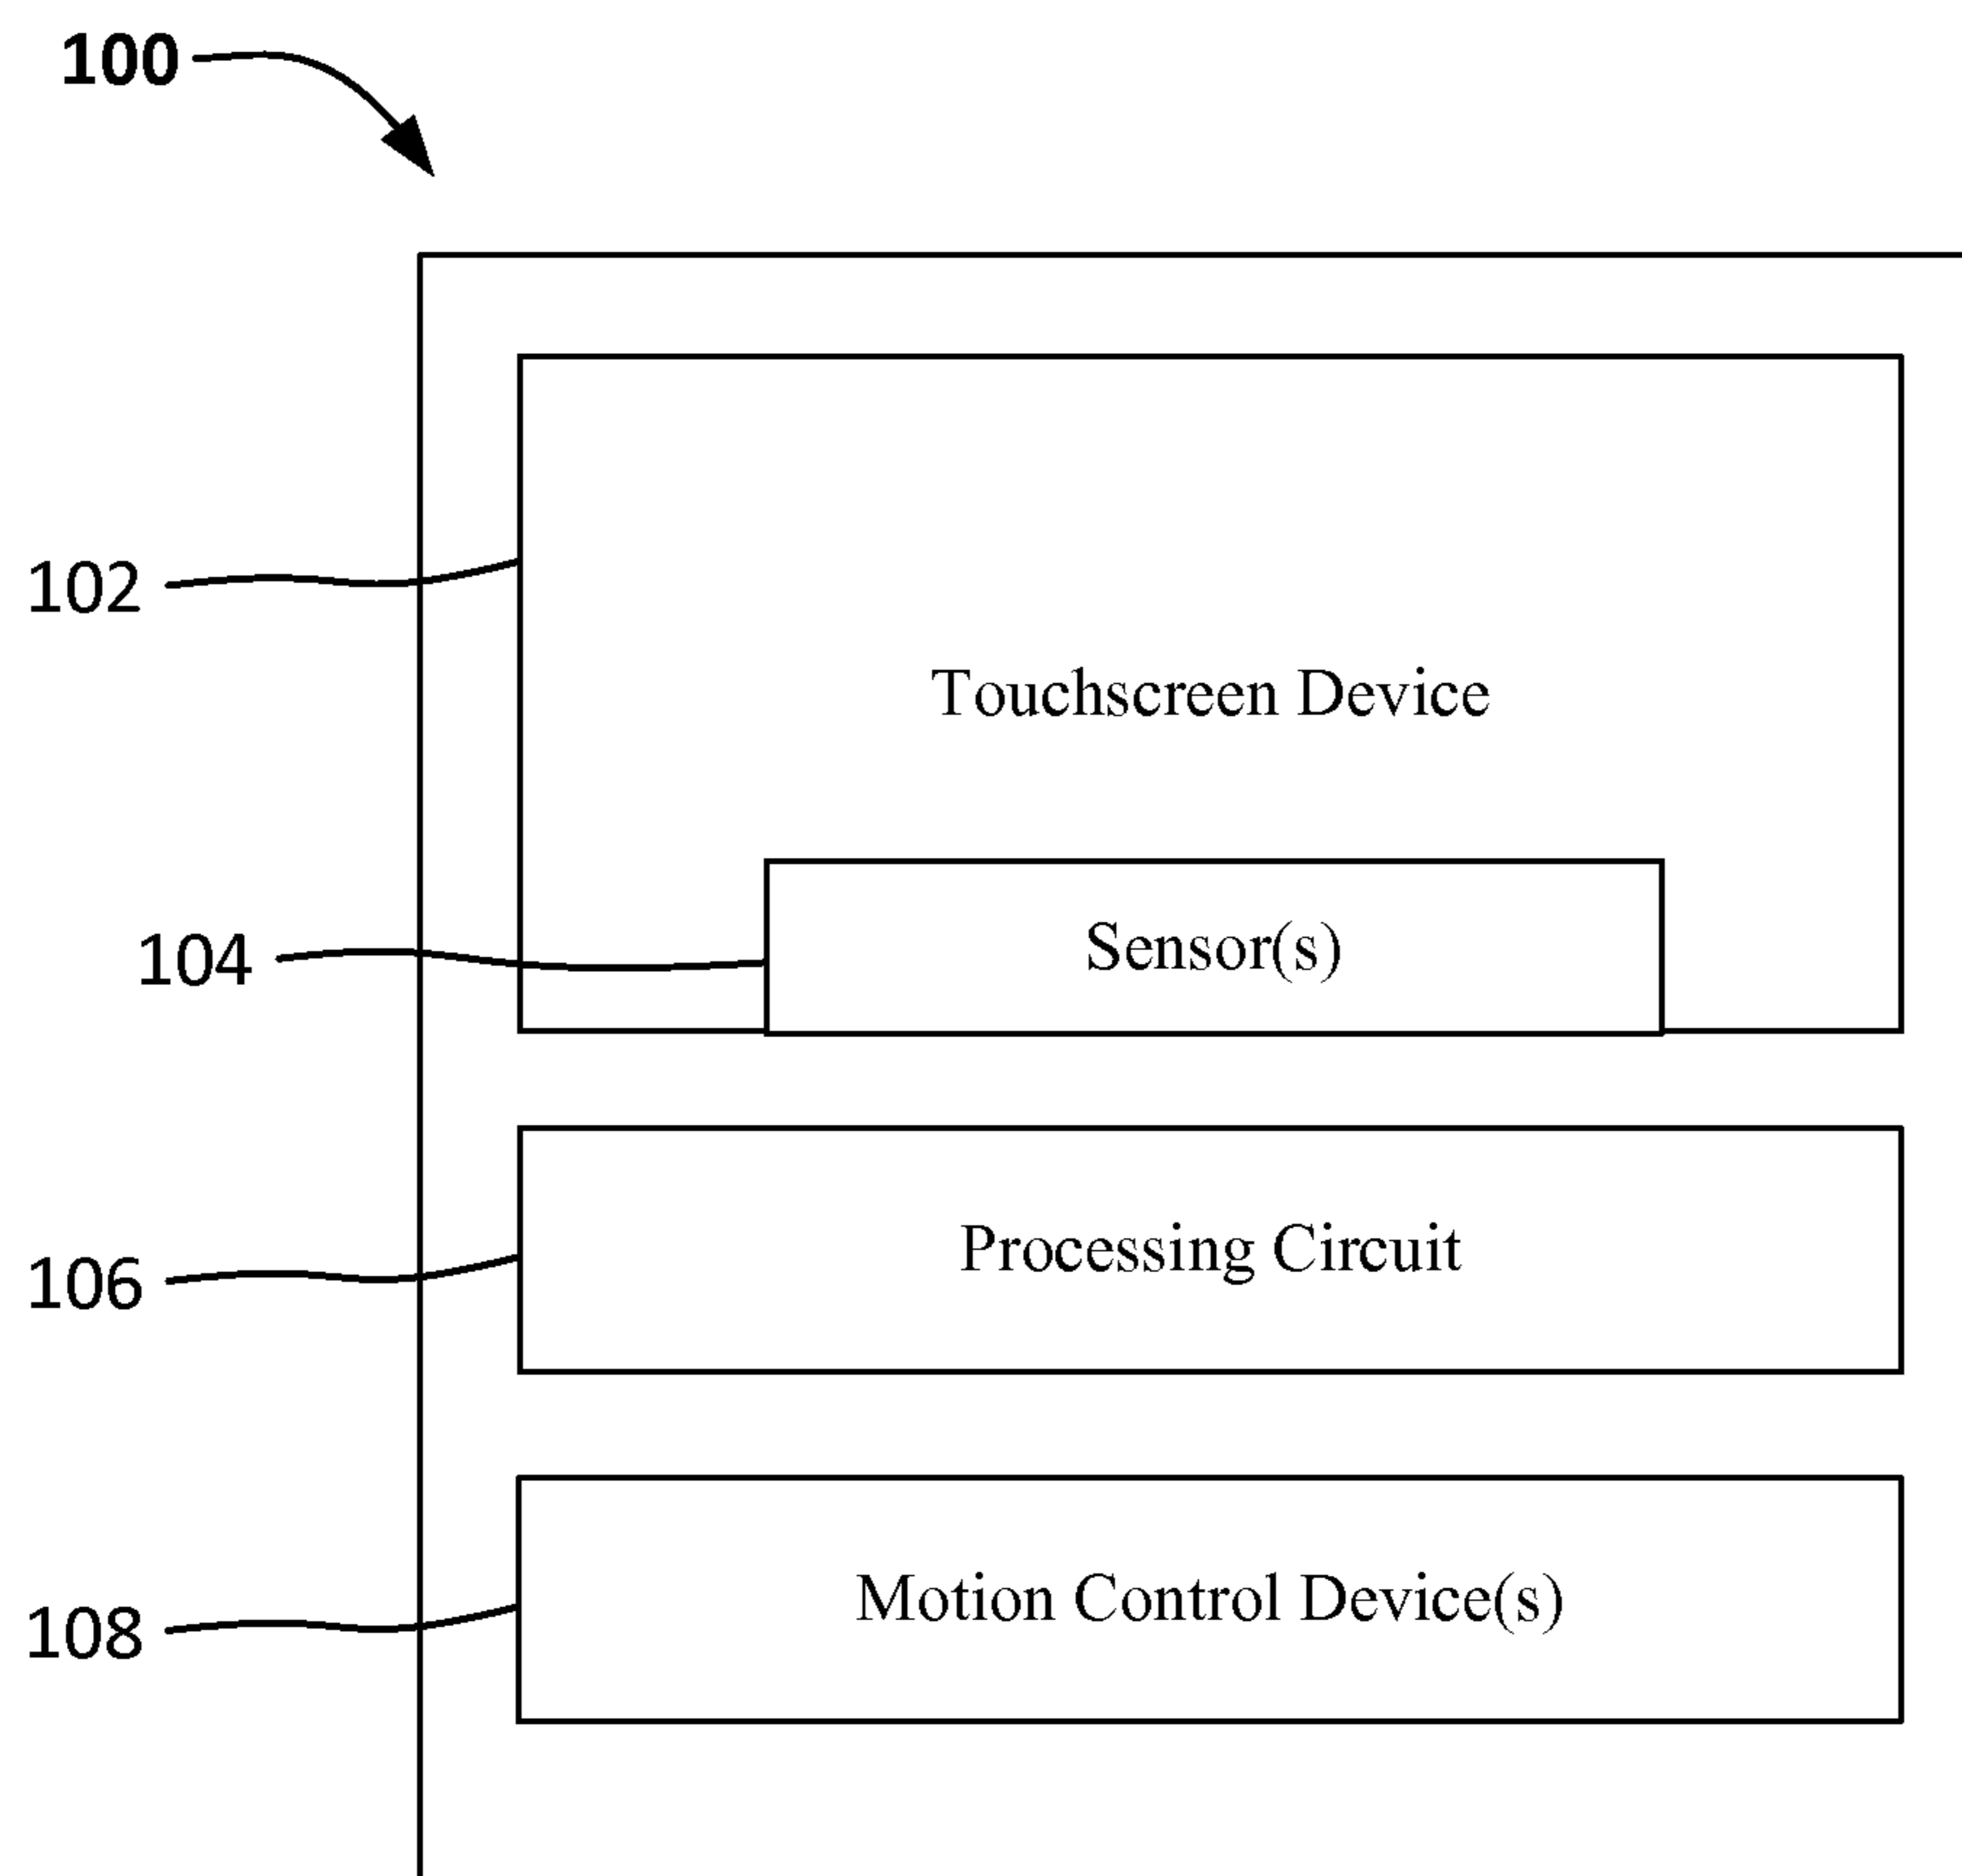 100
102
Touchscreen Device
104
Sensor(s)
106
Processing Circuit
108
Motion Control Device(s)